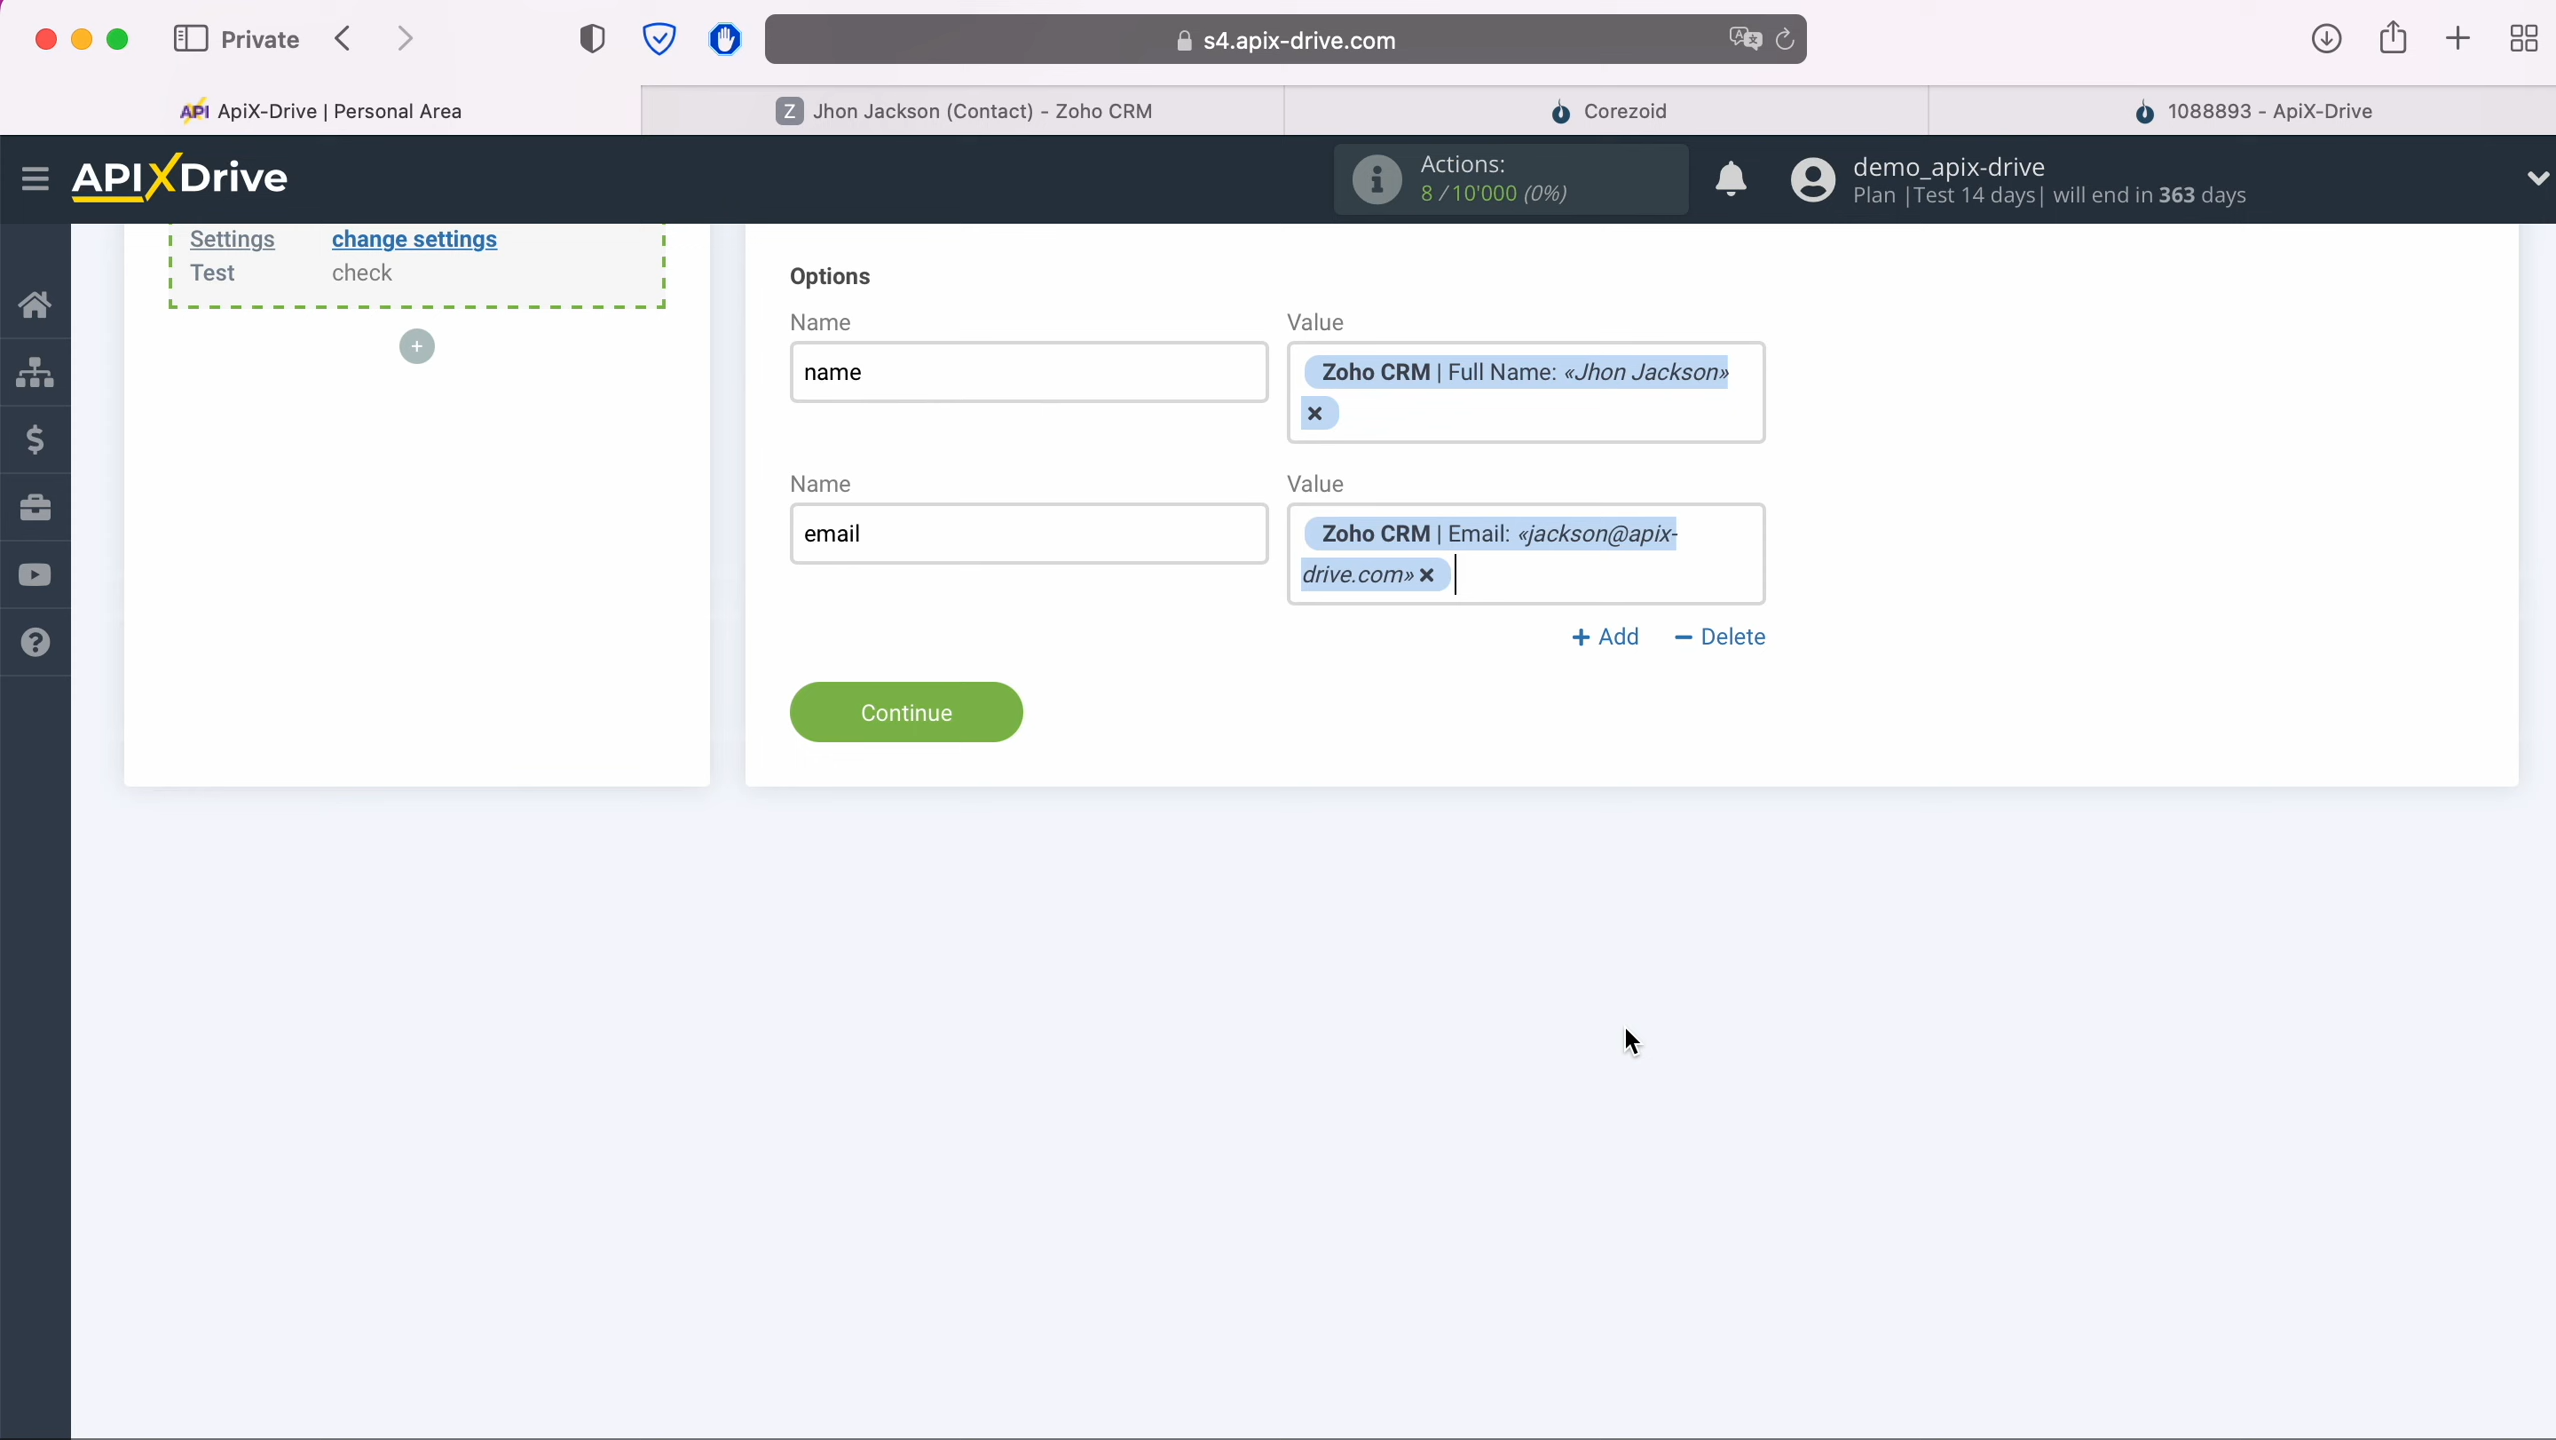 Private
s4.apix-drive.com
API ApiX-Drive | Personal Area
Z Jhon Jackson (Contact) - Zoho CRM
Corezoid
1088893 - ApiX-Drive
APIXDrive
Actions:
8 / 10'000 (0%)
demo_apix-drive
Plan |Test 14 days| will end in 363 days
Settings change settings
Test check
Options
Name Value
name Zoho CRM | Full Name: «Jhon Jackson»
Name Value
email Zoho CRM | Email: «jackson@apix-
drive.com»
Add Delete
Continue